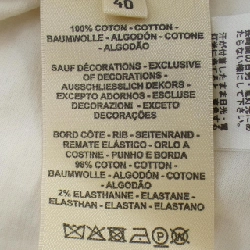 40
100% COTON - COTTON -
BAUMWOLLE - ALGODÓN - COTONE
ALGODÃO
SAUF DÉCORATIONS - EXCLUSIVE
OF DECORATIONS -
AUSSCHLIESSLICH DEKORS -
EXCEPTO ADORNOS - ESCLUSE
DECORAZIONI - EXCETO
DECORAÇÕES
BORD CÔTE - RIB - SEITENRAND -
REMATE ELÁSTICO - ORLO A
COSTINE - PUNHO E BORDA
98% COTON - COTTON -
BAUMWOLLE - ALGODÓN - COTONE
ALGODÃO
2% ELASTHANNE - ELASTANE -
ELASTHAN - ELASTAN - ELASTANO